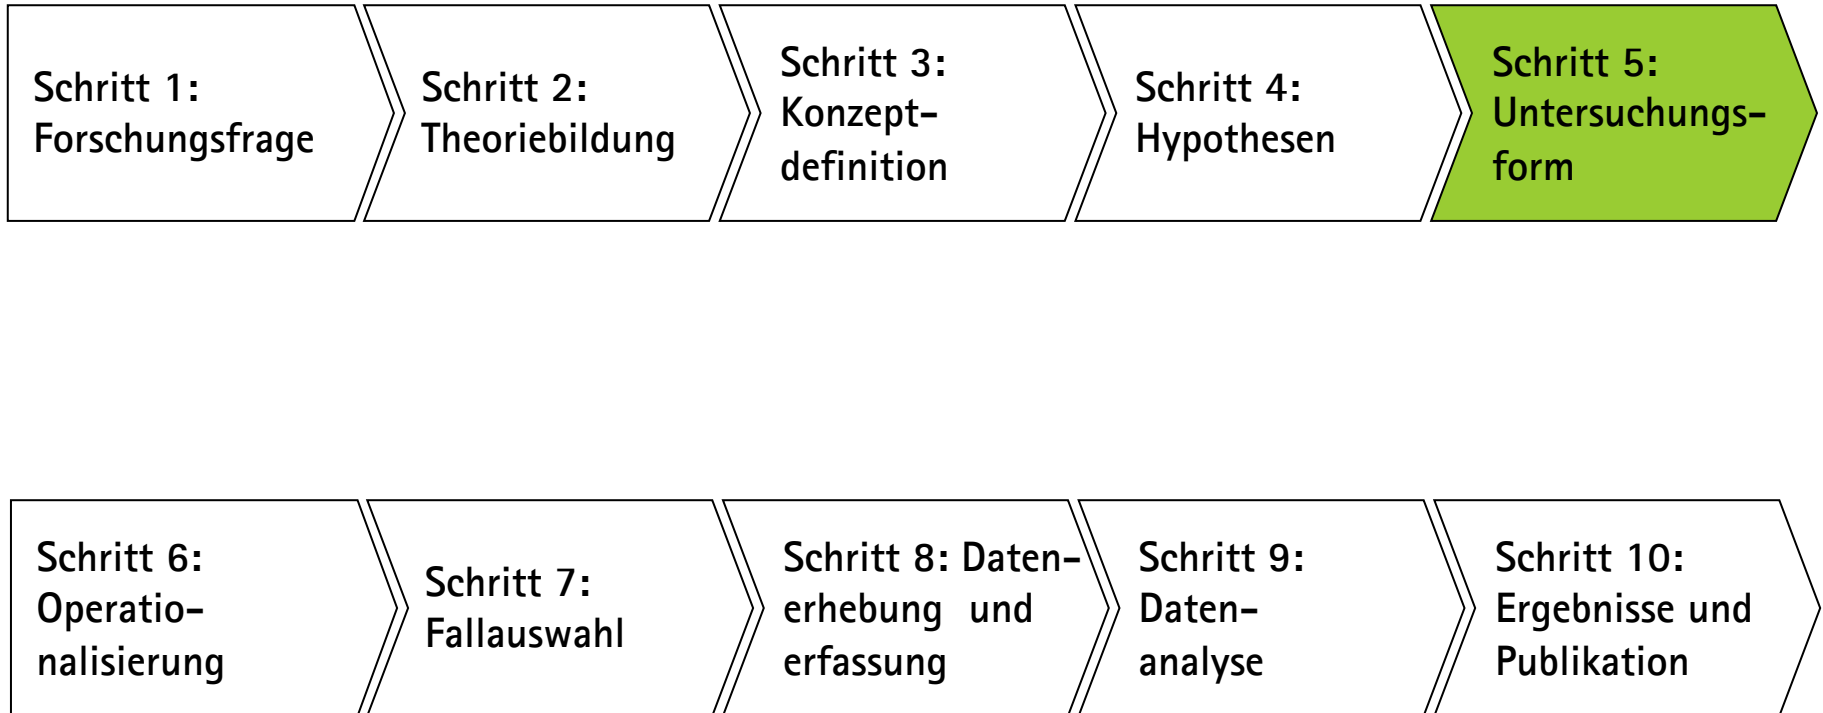 Schritt 1:
Forschungsfrage
Schritt 2:
Theoriebildung
Schritt 3:
Konzept-
definition
Schritt 4:
Hypothesen
Schritt 5:
Untersuchungs-
form
Schritt 6:
Operatio-
nalisierung
Schritt 7:
Fallauswahl
Schritt 8: Daten-
erhebung und
erfassung
Schritt 9:
Daten-
analyse
Schritt 10:
Ergebnisse und
Publikation